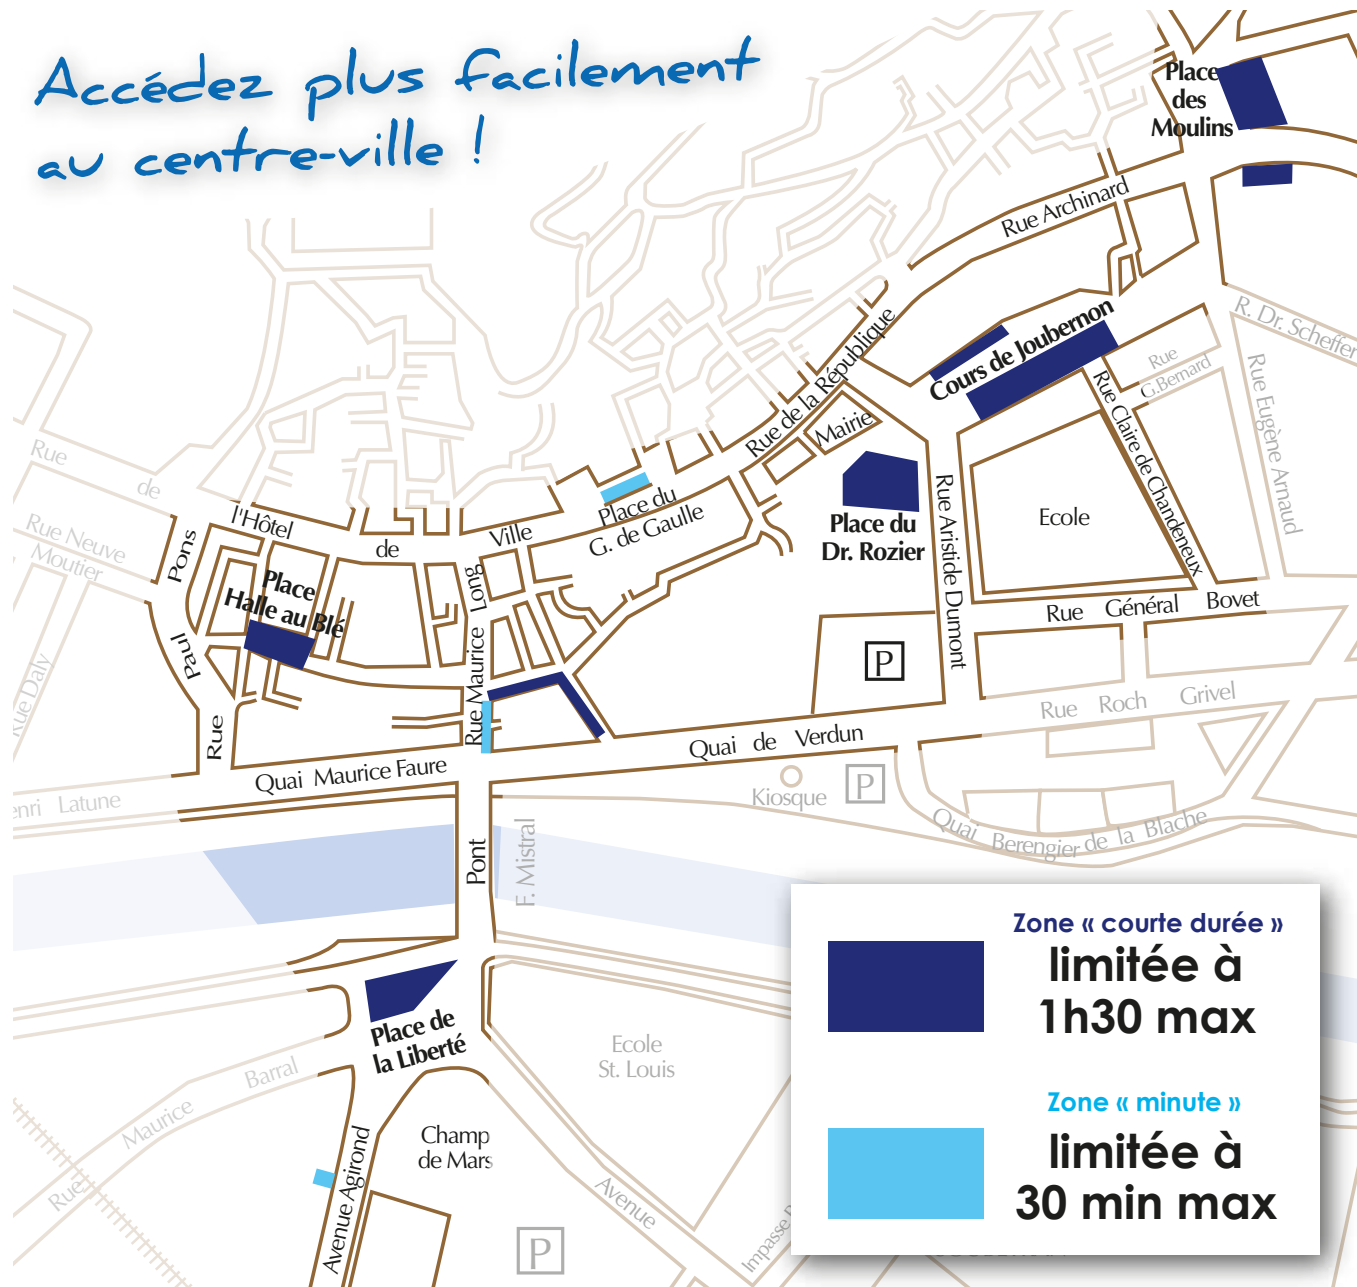 Accédez plus facilement
au centre-ville !
Place
des
Moulins
Rue Archinard
R. Dr. Scheffer
Rue de la République
Cours de Joubernon
Rue
G.Bernard
Rue Eugène Arnaud
Rue Claire de Chandeneux
Mairie
Place du
Dr. Rozier
Ecole
Rue Aristide Dumont
Rue Général Bovet
Rue de
l'Hôtel de Ville
Place du
G. de Gaulle
Rue Neuve
Moutier
Rue Paul Pons
Place
Halle au Blé
Rue Maurice Long
Rue Daly
P
Rue Roch Grivel
Quai de Verdun
Quai Maurice Faure
enri Latune
Kiosque
P
Quai Berengier de la Blache
Pont
F. Mistral
Place de
la Liberté
Ecole
St. Louis
Rue Maurice Barral
Champ
de Mars
Avenue Agirond
Avenue
Impasse
P
Zone « courte durée »
limitée à
1h30 max
Zone « minute »
limitée à
30 min max